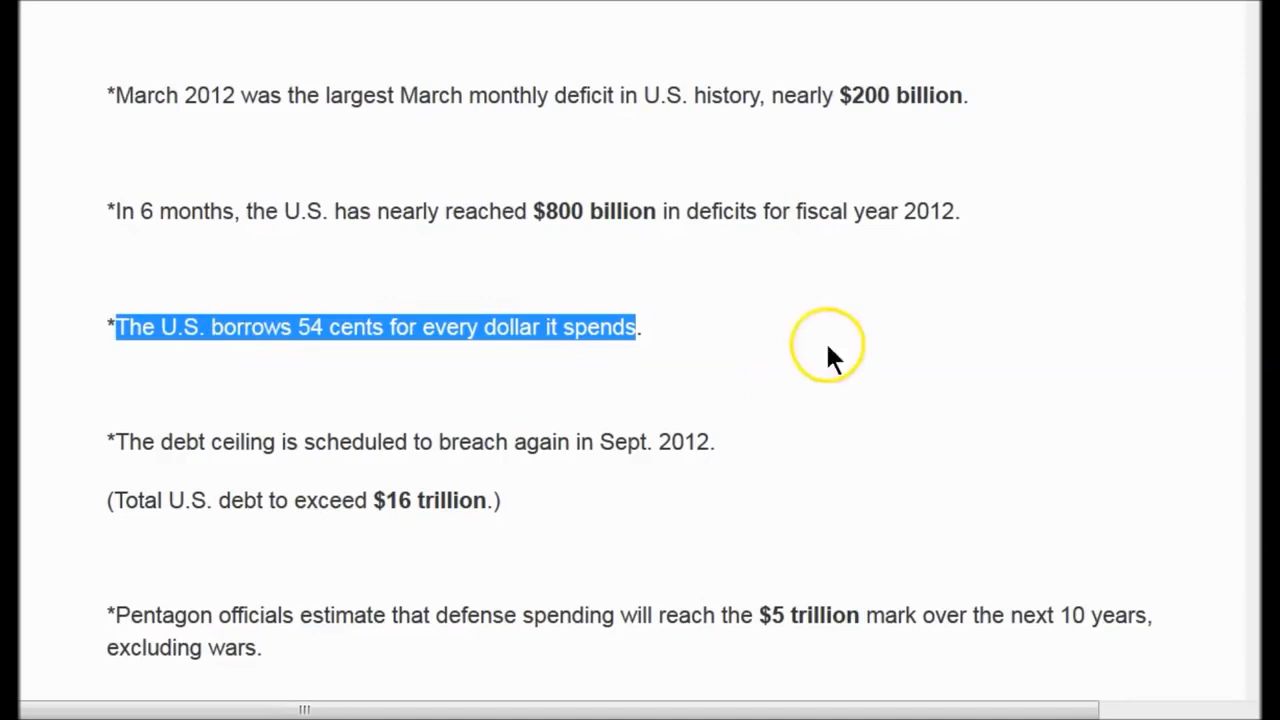 *March 2012 was the largest March monthly deficit in U.S. history, nearly $200 billion.
*In 6 months, the U.S. has nearly reached $800 billion in deficits for fiscal year 2012.
*The U.S. borrows 54 cents for every dollar it spends.
*The debt ceiling is scheduled to breach again in Sept. 2012.
(Total U.S. debt to exceed $16 trillion.)
*Pentagon officials estimate that defense spending will reach the $5 trillion mark over the next 10 years,
excluding wars.